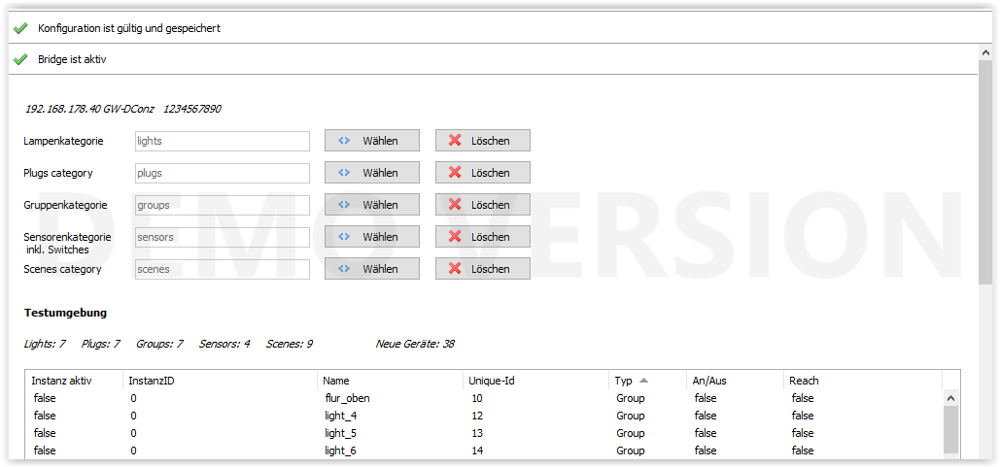 Konfiguration ist gültig und gespeichert
Bridge ist aktiv
192.168.178.40 GW-DConz 1234567890
Lampenkategorie lights Wählen Löschen
Plugs category plugs Wählen Löschen
Gruppenkategorie groups Wählen Löschen
Sensorenkategorie sensors Wählen Löschen
inkl. Switches
Scenes category scenes Wählen Löschen
DEMO VERSION
Testumgebung
Lights: 7 Plugs: 7 Groups: 7 Sensors: 4 Scenes: 9 Neue Geräte: 38
Instanz aktiv InstanzID Name Unique-Id Typ An/Aus Reach
false 0 flur_oben 10 Group false false
false 0 light_4 12 Group false false
false 0 light_5 13 Group false false
false 0 light_6 14 Group false false